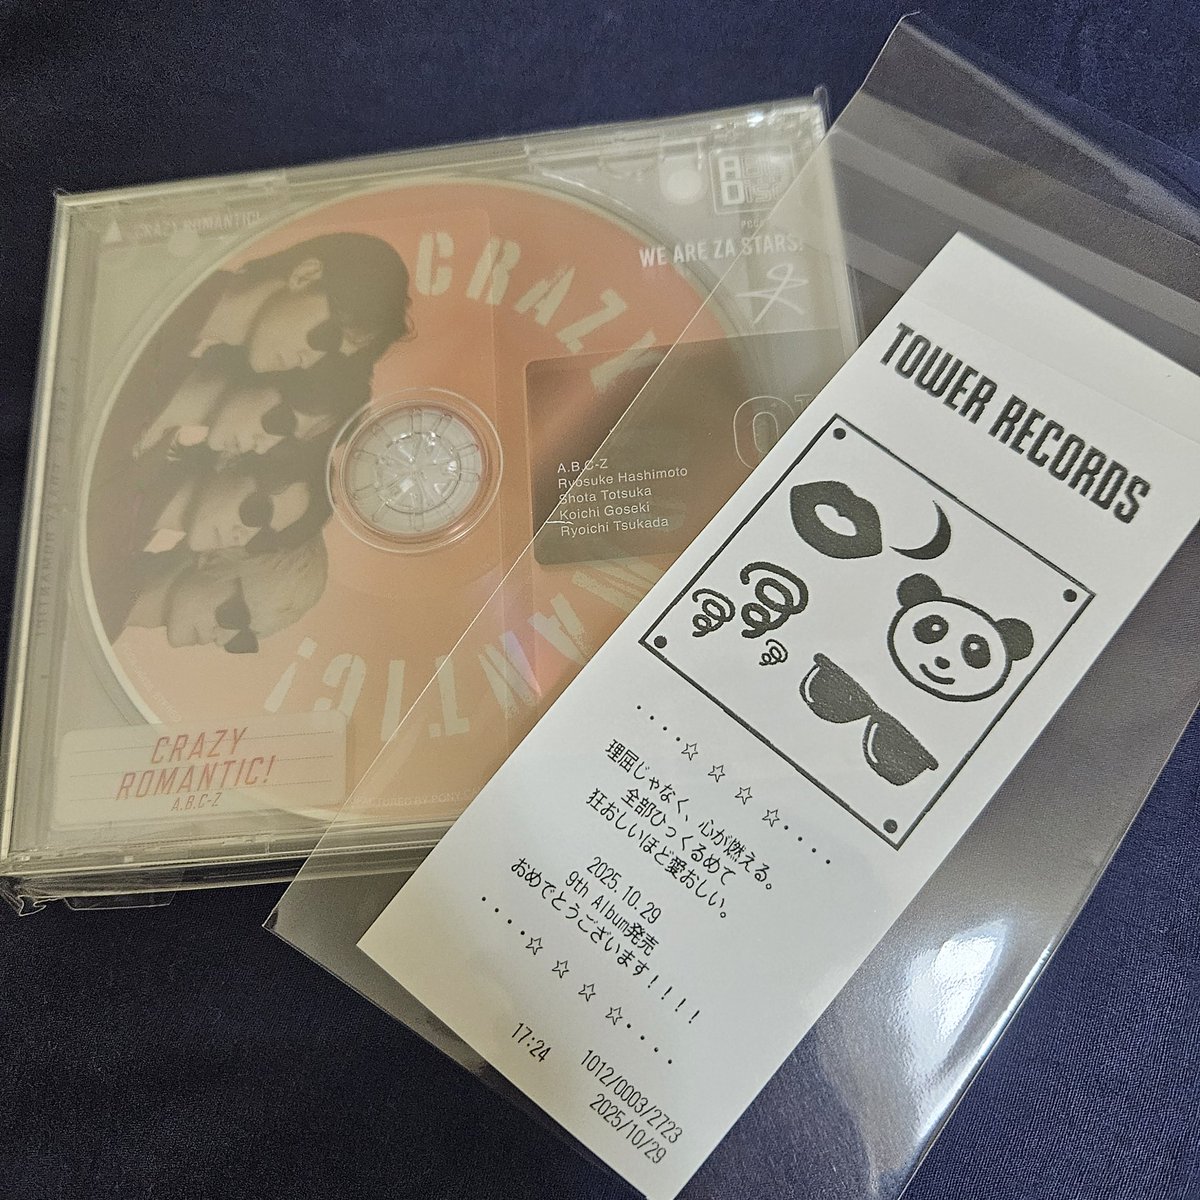 CRAZY ROMANTIC!
WE ARE ZA STARS!
CRAZY
MANTIC!
A.B.C-Z
Ryosuke Hashimoto
Shota Totsuka
Koichi Goseki
Ryoichi Tsukada
CRAZY
ROMANTIC!
A.B.C-Z
TOWER RECORDS
・・・・☆ ☆ ☆ ☆・・・・
理屈じゃなく、心が燃える。
全部ひっくるめて
狂おしいほど愛おしい。
2025.10.29
9th Album発売
おめでとうございます！！！！
・・・・☆ ☆ ☆ ☆・・・・
17:24 1012/0003/2723
2025/10/29